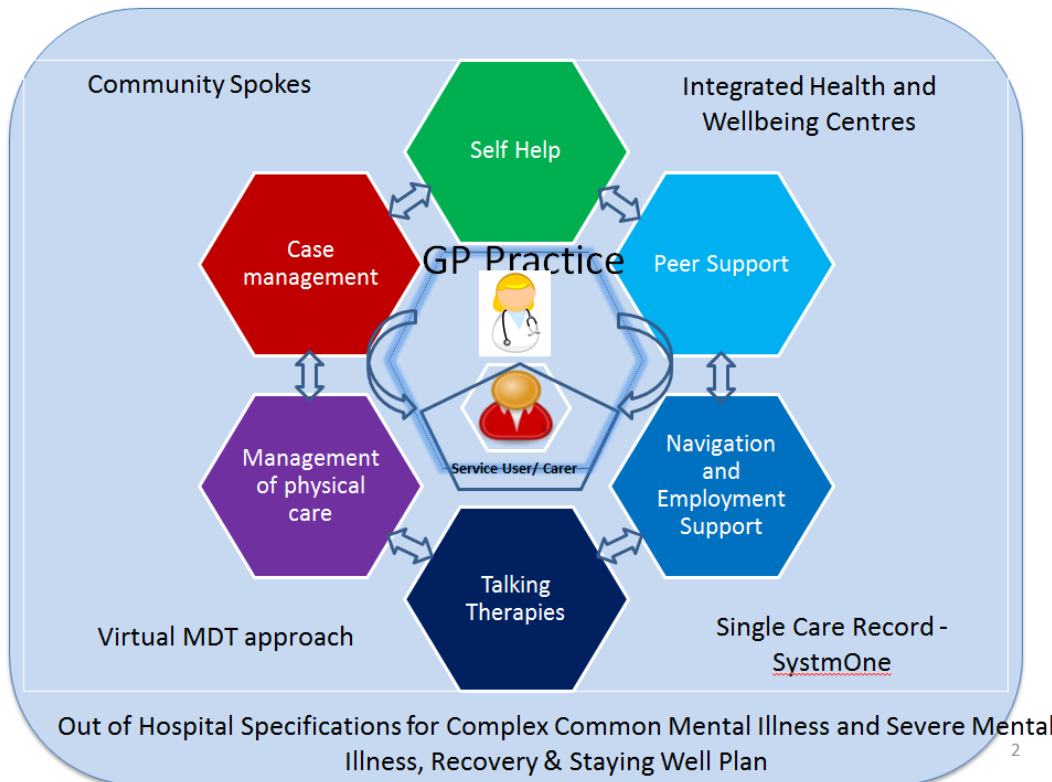 Community Spokes
Integrated Health and
Wellbeing Centres
Self Help
Case
management
GP Practice
Peer Support
Management
of physical
care
Service User/ Carer
Navigation
and
Employment
Support
Talking
Therapies
Virtual MDT approach
Single Care Record -
SystmOne
Out of Hospital Specifications for Complex Common Mental Illness and Severe Mental
Illness, Recovery & Staying Well Plan
2